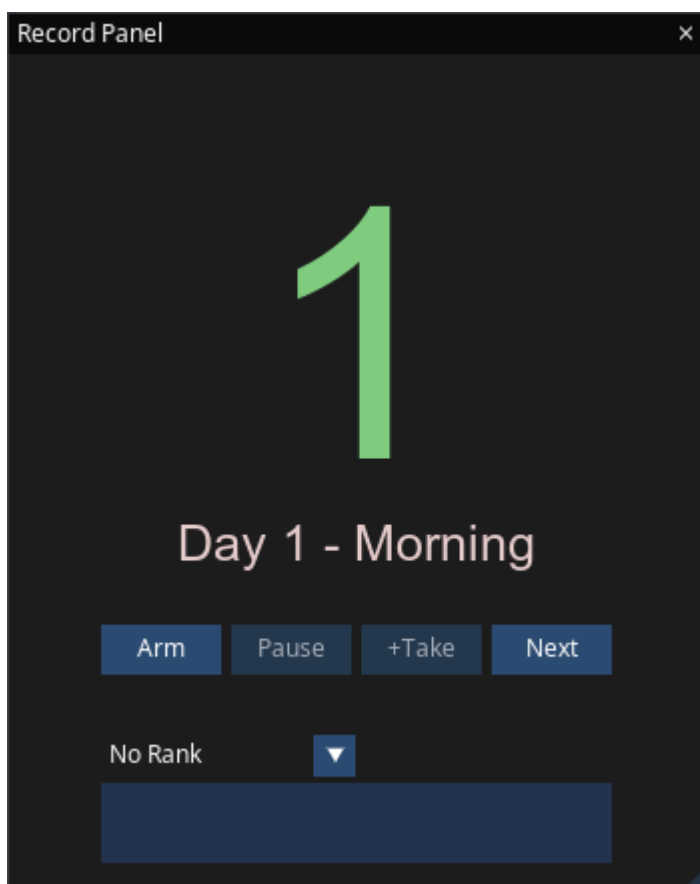 Record Panel
1
Day 1 - Morning
Arm Pause +Take Next
No Rank